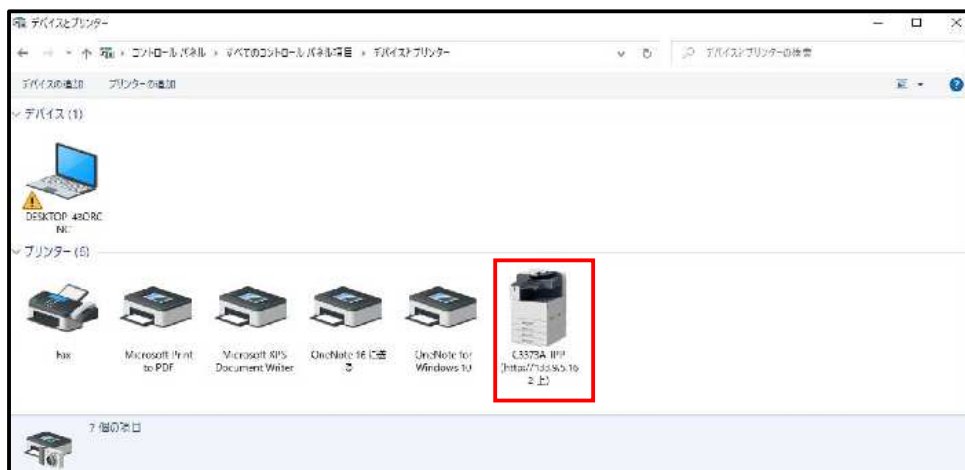 デバイスとプリンター
コントロール パネル › すべてのコントロール パネル項目 › デバイスとプリンター
デバイスとプリンターの検索
デバイスの追加 プリンターの追加
デバイス (1)
プリンター (6)
Fax
Microsoft Print
to PDF
Microsoft XPS
Document Writer
OneNote 16 に送
る
OneNote for
Windows 10
C3373A IPP
2 上)
7 個の項目